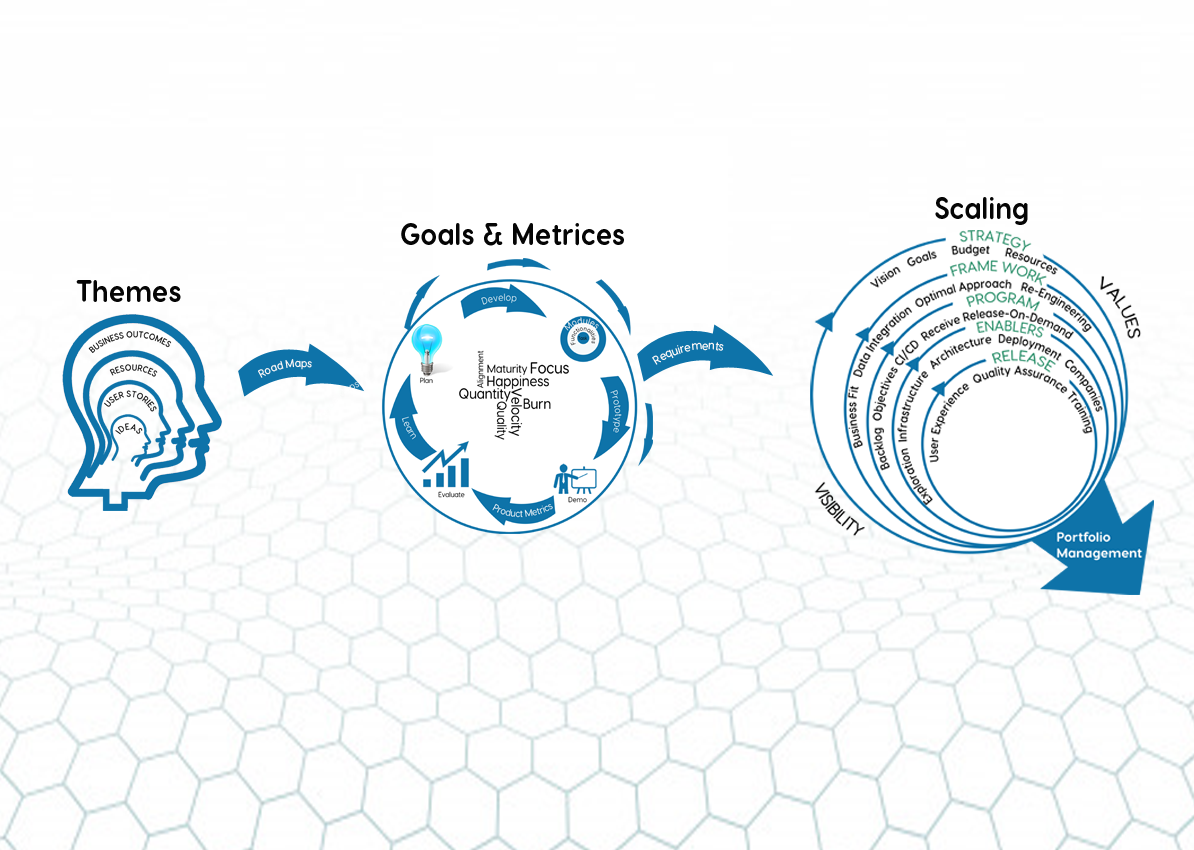 Themes
BUSINESS OUTCOMES
RESOURCES
USER STORIES
IDEAS
Road Maps
Goals & Metrices
Develop
Modules
Functionalities
Prototype
Demo
Product Metrics
Evaluate
Learn
Plan
Alignment
Maturity Focus
Happiness
Quantity
Velocity
Burn
Quality
Requirements
Scaling
STRATEGY
Vision Goals Budget Resources
FRAME WORK
Business Fit Data Integration Optimal Approach Re-Engineering
PROGRAM
Backlog Objectives CI/CD Receive Release-On-Demand
ENABLERS
Exploration Infrastructure Architecture Deployment Companies
RELEASE
User Experience Quality Assurance Training
VALUES
VISIBILITY
Portfolio
Management